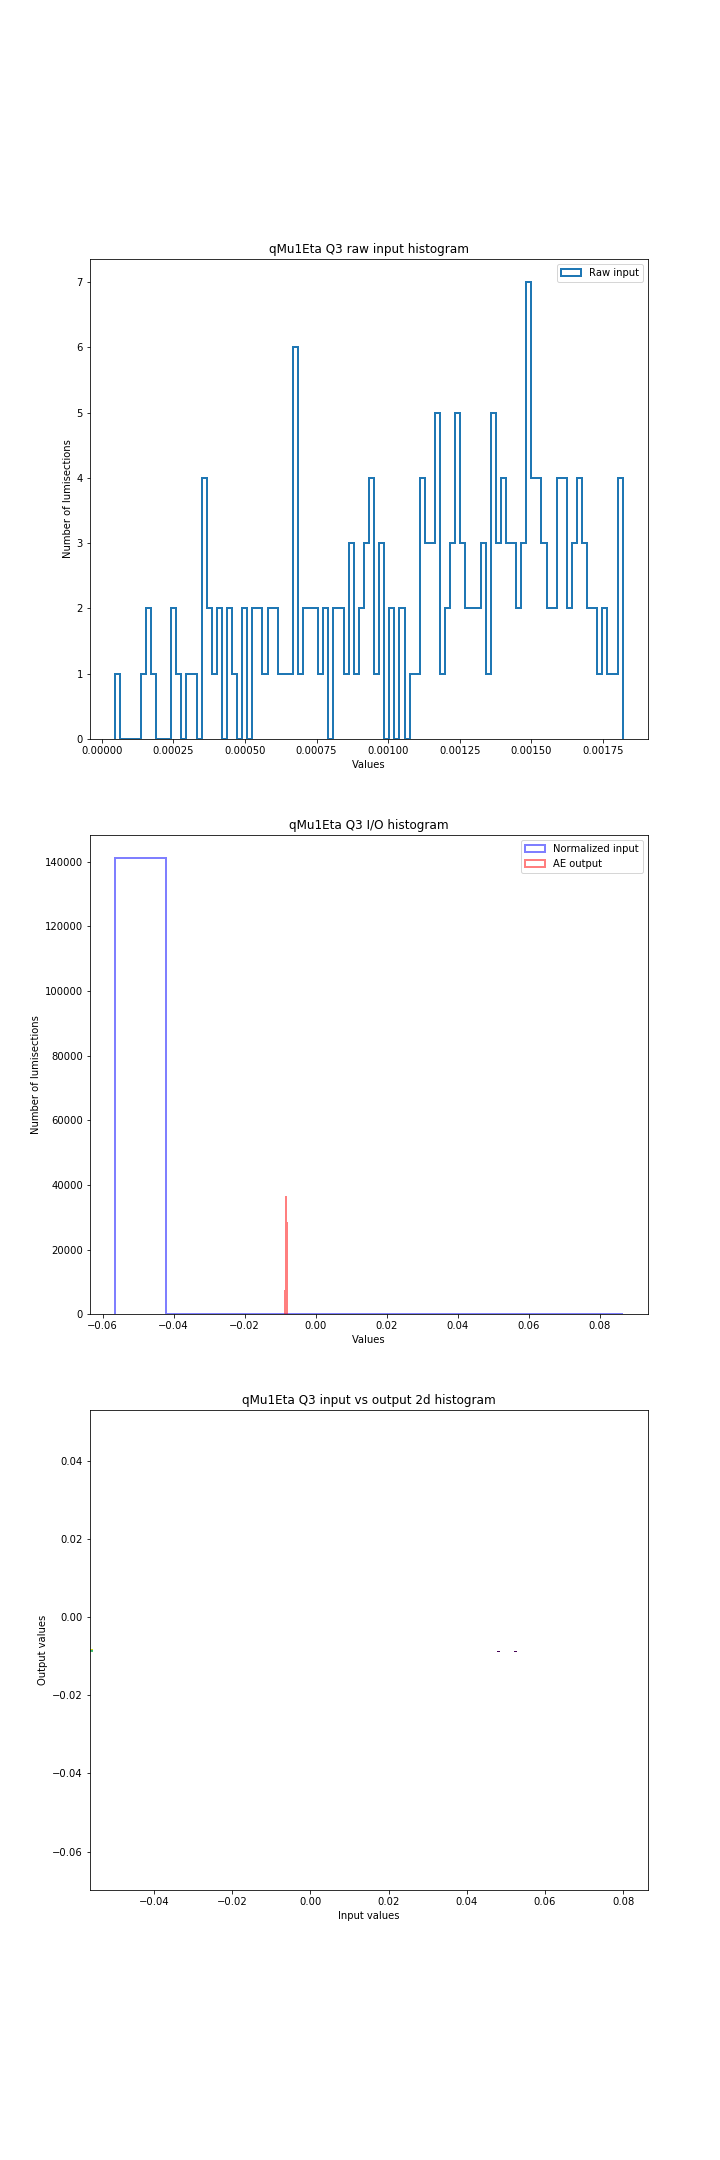 qMu1Eta Q3 raw input histogram
Raw input
7
6
5
4
3
2
1
0
Number of lumisections
0.00000 0.00025 0.00050 0.00075 0.00100 0.00125 0.00150 0.00175
Values
qMu1Eta Q3 I/O histogram
Normalized input
AE output
140000
120000
100000
80000
60000
40000
20000
0
Number of lumisections
−0.06 −0.04 −0.02 0.00 0.02 0.04 0.06 0.08
Values
qMu1Eta Q3 input vs output 2d histogram
0.04
0.02
0.00
−0.02
−0.04
−0.06
Output values
−0.04 −0.02 0.00 0.02 0.04 0.06 0.08
Input values